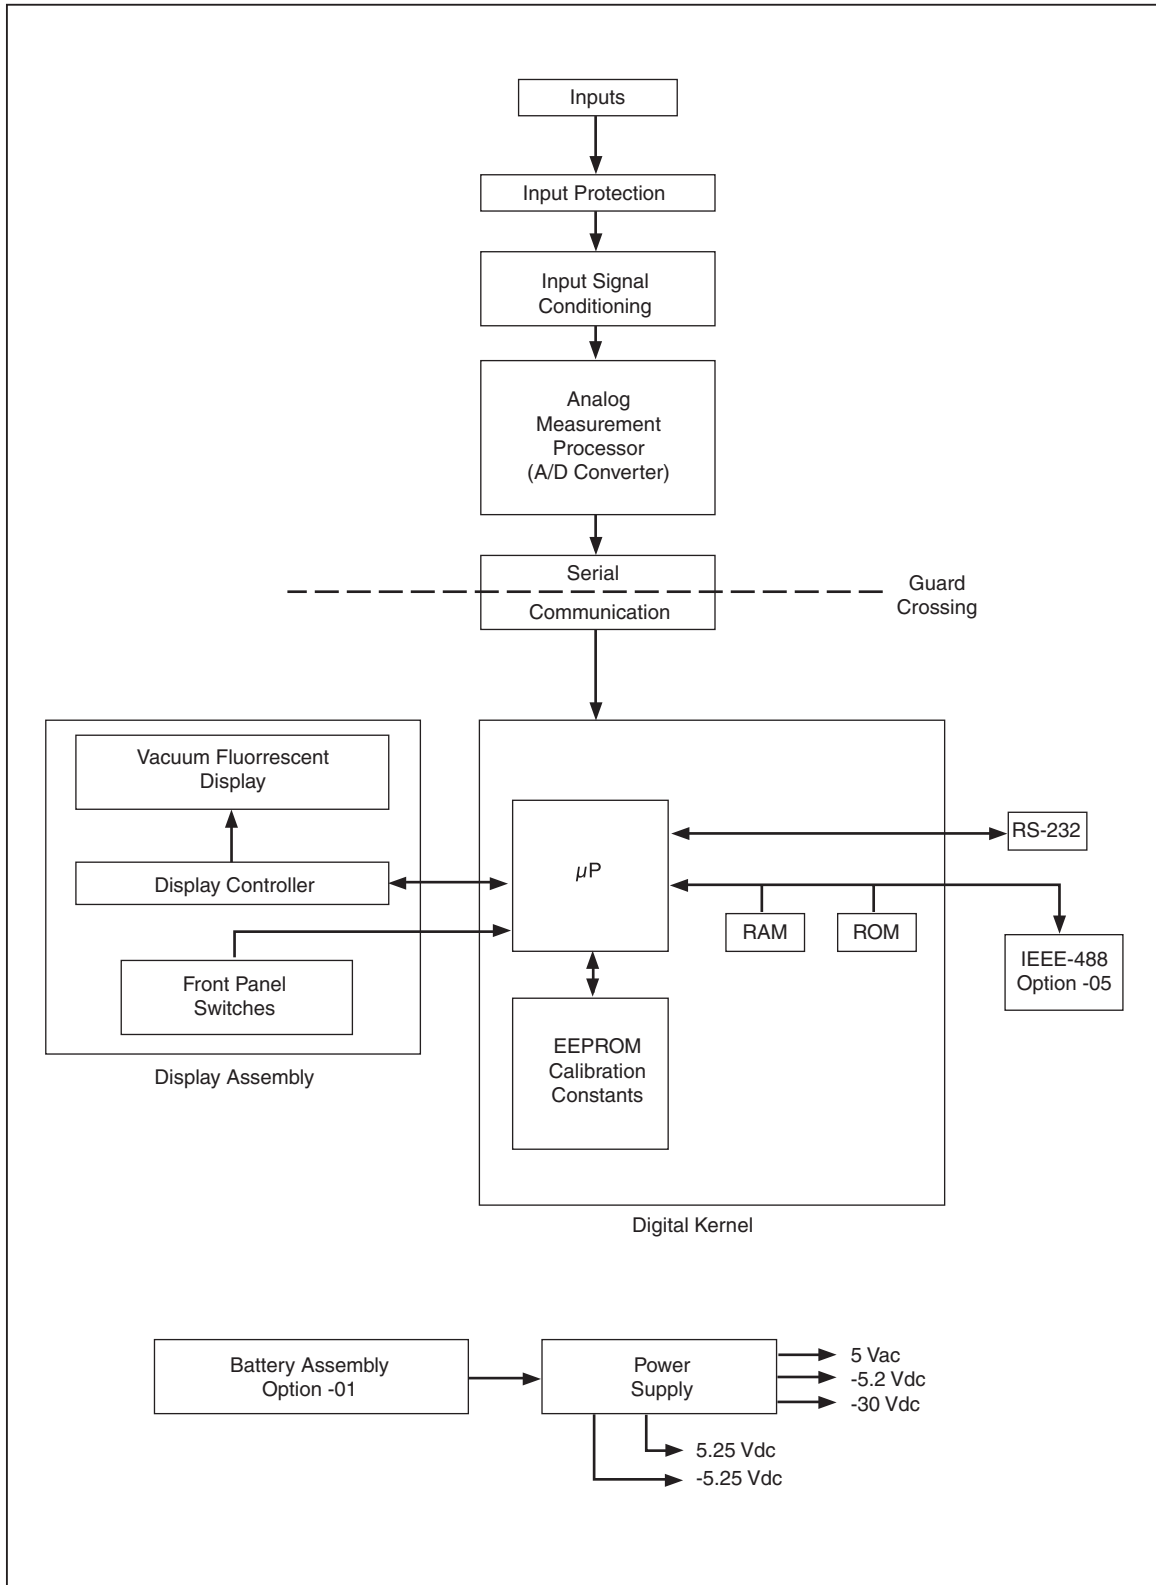 Inputs
Input Protection
Input Signal
Conditioning
Analog
Measurement
Processor
(A/D Converter)
Serial
Communication
Guard
Crossing
Vacuum Fluorrescent
Display
Display Controller
Front Panel
Switches
Display Assembly
µP
RS-232
RAM
ROM
IEEE-488
Option -05
EEPROM
Calibration
Constants
Digital Kernel
Battery Assembly
Option -01
Power
Supply
5 Vac
-5.2 Vdc
-30 Vdc
5.25 Vdc
-5.25 Vdc